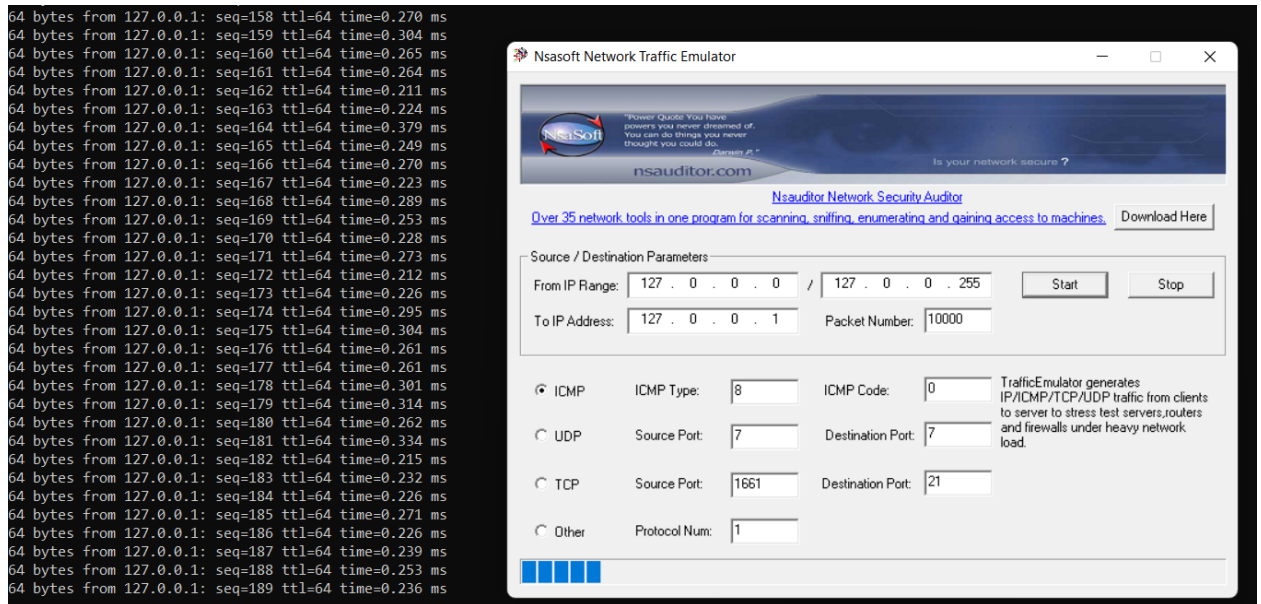 64 bytes from 127.0.0.1: seq=158 ttl=64 time=0.270 ms
64 bytes from 127.0.0.1: seq=159 ttl=64 time=0.304 ms
64 bytes from 127.0.0.1: seq=160 ttl=64 time=0.265 ms
64 bytes from 127.0.0.1: seq=161 ttl=64 time=0.264 ms
64 bytes from 127.0.0.1: seq=162 ttl=64 time=0.211 ms
64 bytes from 127.0.0.1: seq=163 ttl=64 time=0.224 ms
64 bytes from 127.0.0.1: seq=164 ttl=64 time=0.379 ms
64 bytes from 127.0.0.1: seq=165 ttl=64 time=0.249 ms
64 bytes from 127.0.0.1: seq=166 ttl=64 time=0.270 ms
64 bytes from 127.0.0.1: seq=167 ttl=64 time=0.223 ms
64 bytes from 127.0.0.1: seq=168 ttl=64 time=0.289 ms
64 bytes from 127.0.0.1: seq=169 ttl=64 time=0.253 ms
64 bytes from 127.0.0.1: seq=170 ttl=64 time=0.228 ms
64 bytes from 127.0.0.1: seq=171 ttl=64 time=0.273 ms
64 bytes from 127.0.0.1: seq=172 ttl=64 time=0.212 ms
64 bytes from 127.0.0.1: seq=173 ttl=64 time=0.226 ms
64 bytes from 127.0.0.1: seq=174 ttl=64 time=0.295 ms
64 bytes from 127.0.0.1: seq=175 ttl=64 time=0.304 ms
64 bytes from 127.0.0.1: seq=176 ttl=64 time=0.261 ms
64 bytes from 127.0.0.1: seq=177 ttl=64 time=0.261 ms
64 bytes from 127.0.0.1: seq=178 ttl=64 time=0.301 ms
64 bytes from 127.0.0.1: seq=179 ttl=64 time=0.314 ms
64 bytes from 127.0.0.1: seq=180 ttl=64 time=0.262 ms
64 bytes from 127.0.0.1: seq=181 ttl=64 time=0.334 ms
64 bytes from 127.0.0.1: seq=182 ttl=64 time=0.215 ms
64 bytes from 127.0.0.1: seq=183 ttl=64 time=0.232 ms
64 bytes from 127.0.0.1: seq=184 ttl=64 time=0.226 ms
64 bytes from 127.0.0.1: seq=185 ttl=64 time=0.271 ms
64 bytes from 127.0.0.1: seq=186 ttl=64 time=0.226 ms
64 bytes from 127.0.0.1: seq=187 ttl=64 time=0.239 ms
64 bytes from 127.0.0.1: seq=188 ttl=64 time=0.253 ms
64 bytes from 127.0.0.1: seq=189 ttl=64 time=0.236 ms
Nsasoft Network Traffic Emulator
NsaSoft
"Power Quote You have
powers you never dreamed of.
You can do things you never
thought you could do.
Darwin P."
nsauditor.com
Is your network secure ?
Nsauditor Network Security Auditor
Over 35 network tools in one program for scanning, sniffing, enumerating and gaining access to machines.
Download Here
Source / Destination Parameters
From IP Range: 127 . 0 . 0 . 0 / 127 . 0 . 0 . 255 Start Stop
To IP Address: 127 . 0 . 0 . 1 Packet Number: 10000
ICMP ICMP Type: 8 ICMP Code: 0
UDP Source Port: 7 Destination Port: 7
TCP Source Port: 1661 Destination Port: 21
Other Protocol Num: 1
TrafficEmulator generates
IP/ICMP/TCP/UDP traffic from clients
to server to stress test servers,routers
and firewalls under heavy network
load.